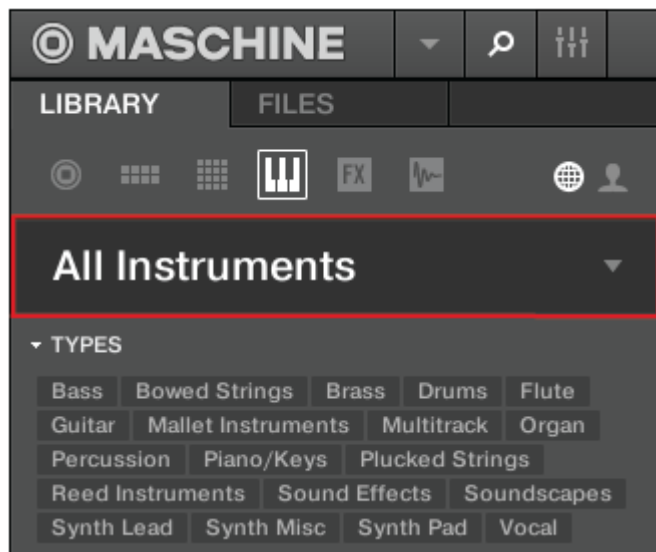 MASCHINE
LIBRARY FILES
FX
All Instruments
TYPES
Bass Bowed Strings Brass Drums Flute
Guitar Mallet Instruments Multitrack Organ
Percussion Piano/Keys Plucked Strings
Reed Instruments Sound Effects Soundscapes
Synth Lead Synth Misc Synth Pad Vocal